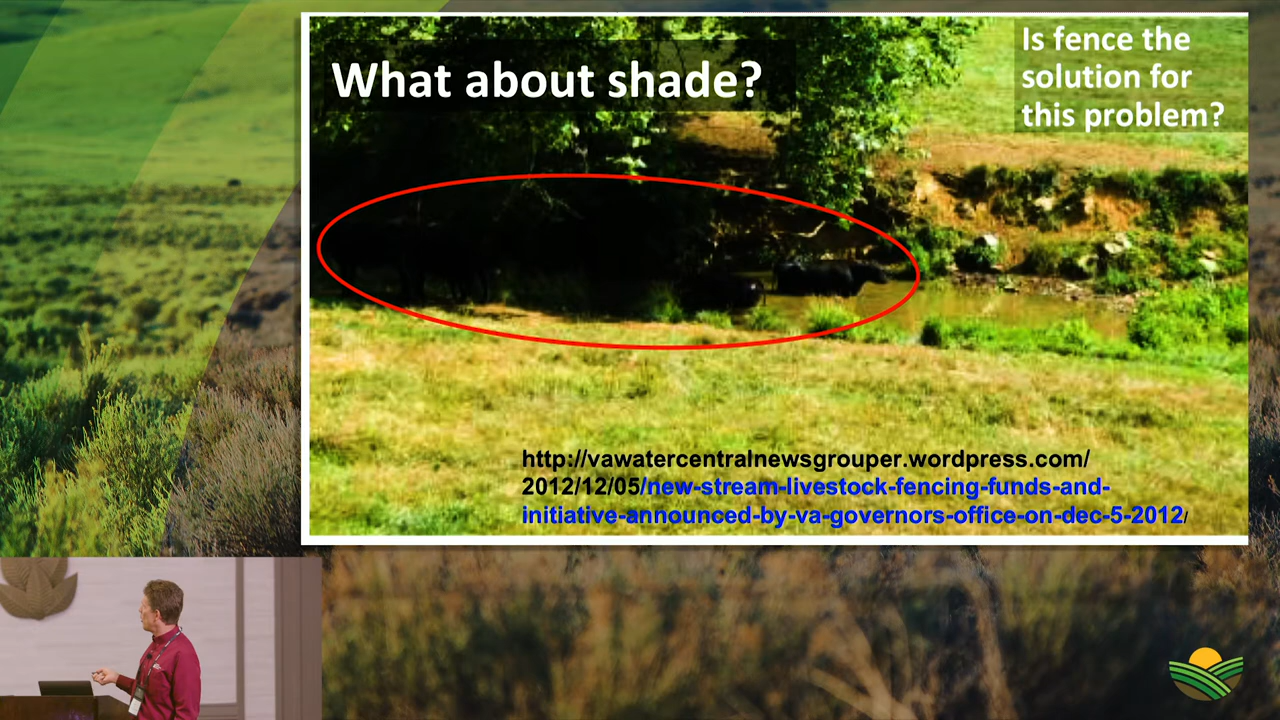 What about shade?
Is fence the
solution for
this problem?
http://vawatercentralnewsgrouper.wordpress.com/
2012/12/05/new-stream-livestock-fencing-funds-and-
initiative-announced-by-va-governors-office-on-dec-5-2012/